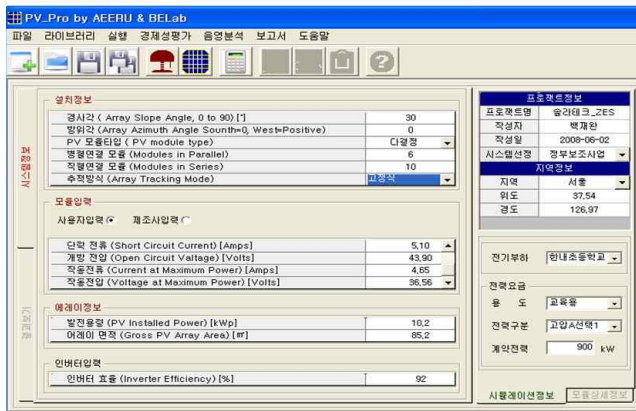 PV_Pro by AEERU & BELab
파일 라이브러리 실행 경제성평가 음영분석 보고서 도움말
시스템정보
결과보기
설치정보
경사각 ( Array Slope Angle, 0 to 90) [°] 30
방위각 (Array Azimuth Angle Sounth=0, West=Positive) 0
PV 모듈타입 ( PV module type) 다결정
병렬연결 모듈 (Modules in Parallel) 6
직렬연결 모듈 (Modules in Series) 10
추적방식 (Array Tracking Mode) 고정식
모듈입력
사용자입력 제조사입력
단락 전류 (Short Circuit Current) [Amps] 5,10
개방 전압 (Open Circuit Valtage) [Volts] 43,90
작동전류 (Current at Maximum Power) [Amps] 4,65
작동전압 (Voltage at Maximum Power) [Volts] 36,56
어레이정보
발전용량 (PV Installed Power) [kWp] 10,2
어레이 면적 (Gross PV Array Area) [㎡] 85,2
인버터입력
인버터 효율 (Inverter Efficiency) [%] 92
프로젝트정보
프로젝트명 솔라테크_ZES
작성자 백재완
작성일 2008-06-02
시스템선정 정부보조사업
지역정보
지역 서울
위도 37,54
경도 126,97
전기부하 한내초등학교
전력요금
용 도 교육용
전력구분 고압A선택1
계약전력 900 kW
시뮬레이션정보 모듈상세정보